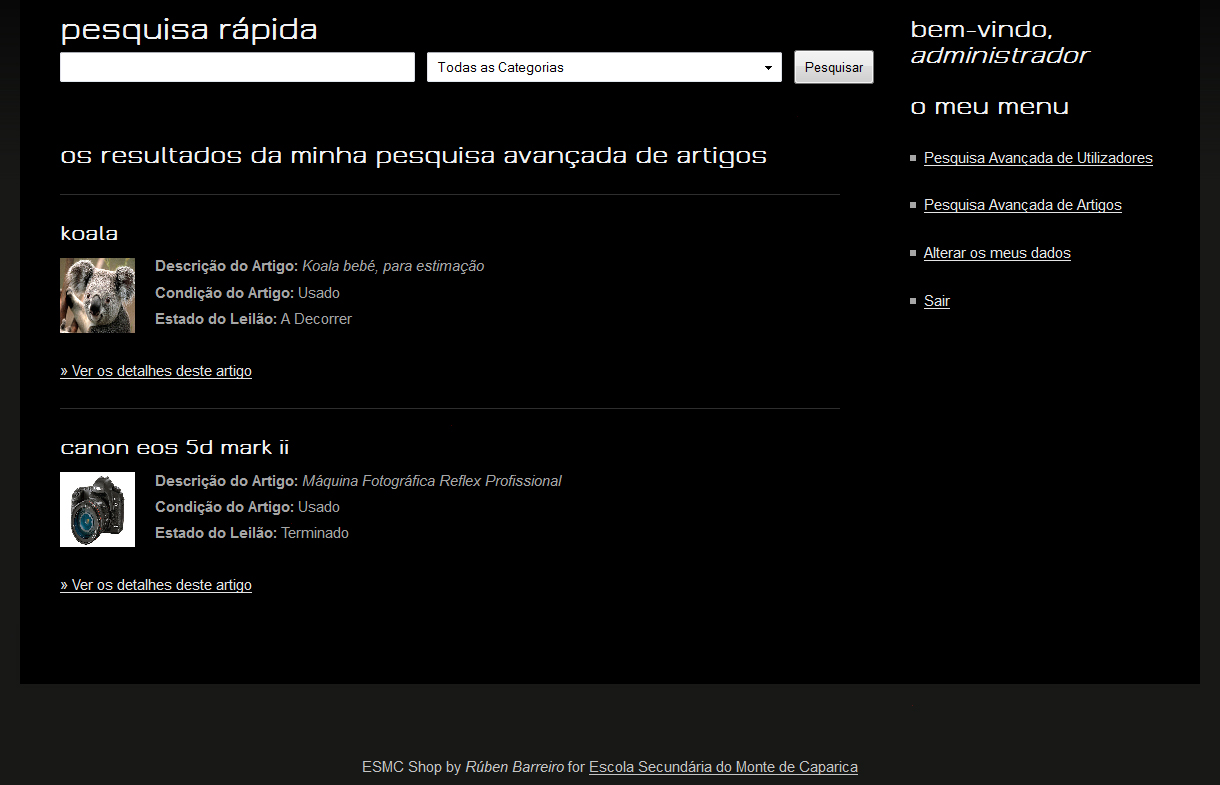 pesquisa rápida
Todas as Categorias
Pesquisar
os resultados da minha pesquisa avançada de artigos
koala
Descrição do Artigo: Koala bebé, para estimação
Condição do Artigo: Usado
Estado do Leilão: A Decorrer
» Ver os detalhes deste artigo
canon eos 5d mark ii
Descrição do Artigo: Máquina Fotográfica Reflex Profissional
Condição do Artigo: Usado
Estado do Leilão: Terminado
» Ver os detalhes deste artigo
bem-vindo,
administrador
o meu menu
Pesquisa Avançada de Utilizadores
Pesquisa Avançada de Artigos
Alterar os meus dados
Sair
ESMC Shop by Rúben Barreiro for Escola Secundária do Monte de Caparica